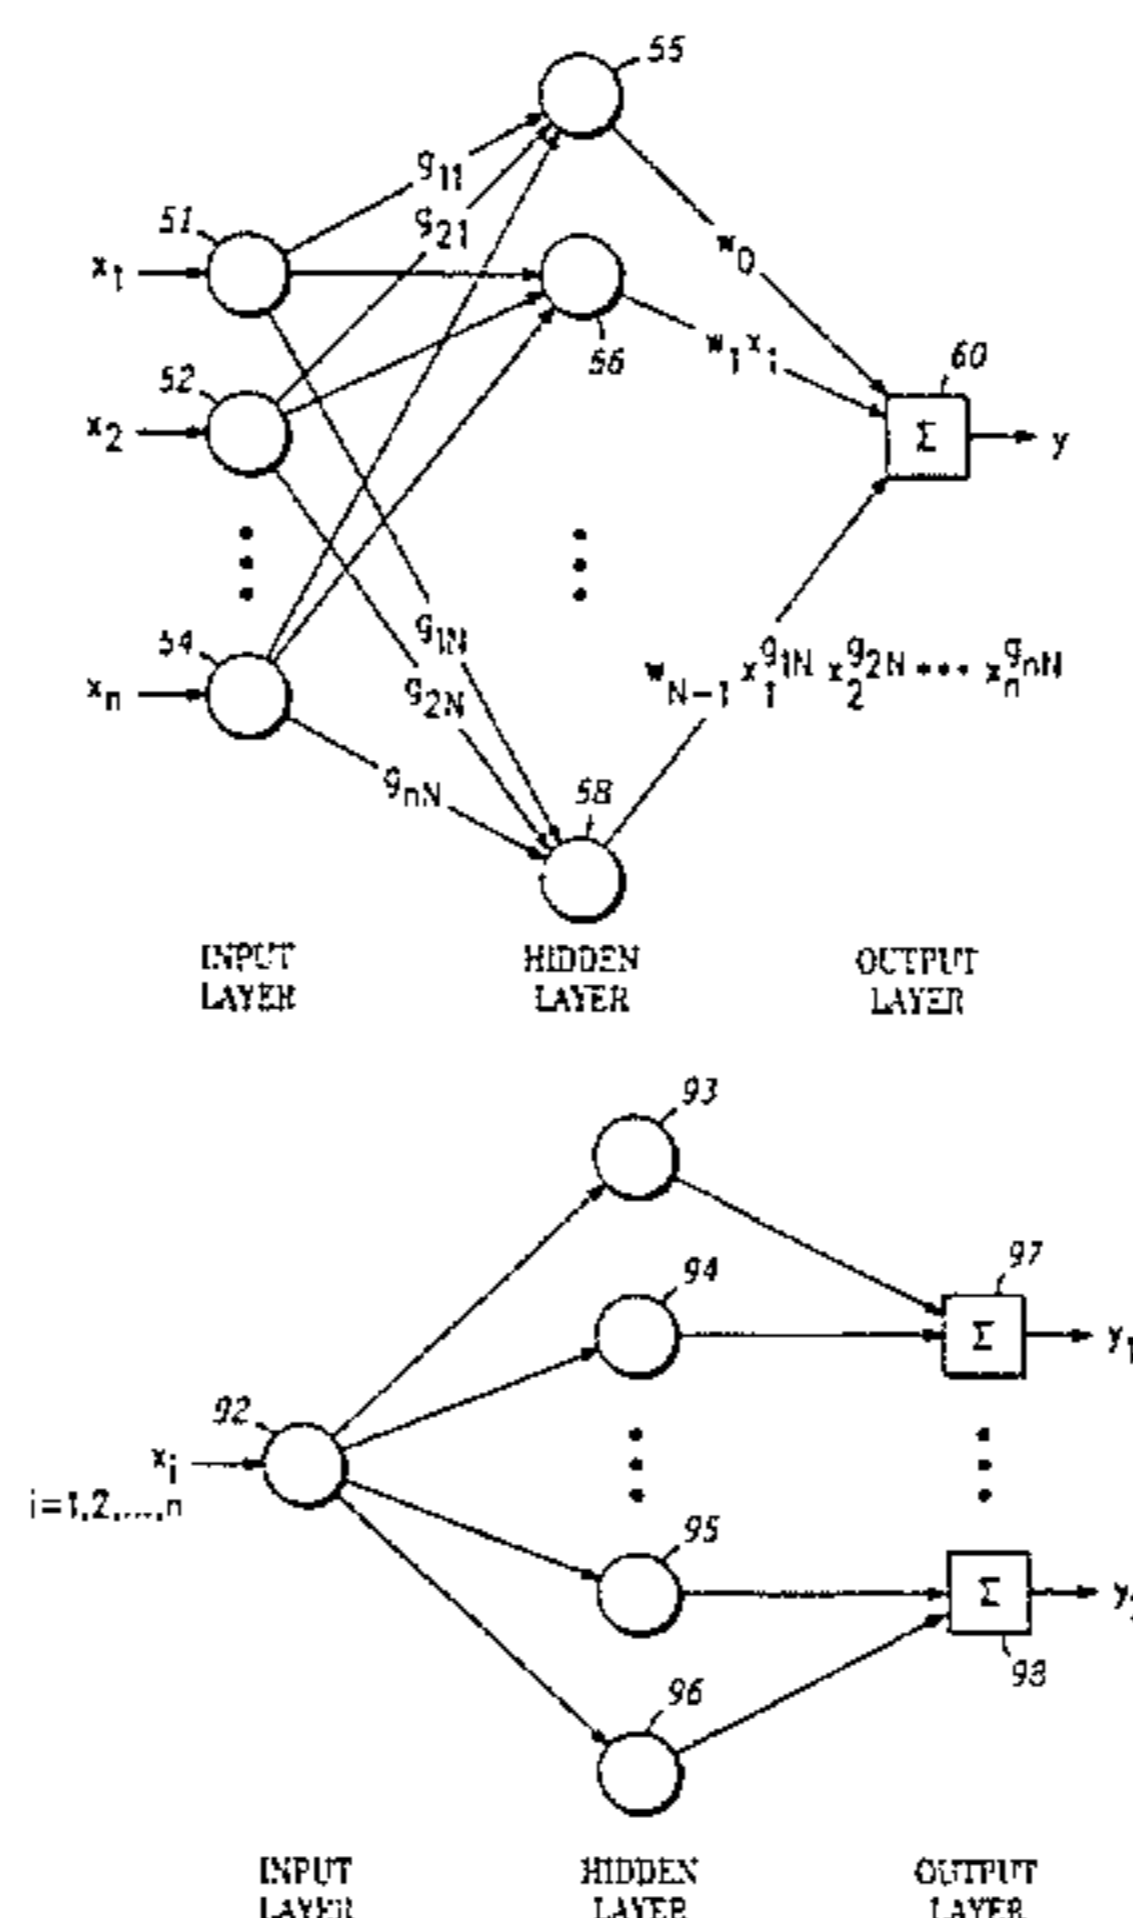 55
g11
51
g21
x1
w0
52
56
w1x1
60
x2
Σ
y
54
g1N
xn
g2N
wN-1 x1^g1N x2^g2N ••• xn^gnN
gnN
58
INPUT LAYER
HIDDEN LAYER
OUTPUT LAYER
93
97
94
Σ
y1
92
xi
i=1,2,...,n
95
Σ
98
96
INPUT LAYER
HIDDEN LAYER
OUTPUT LAYER